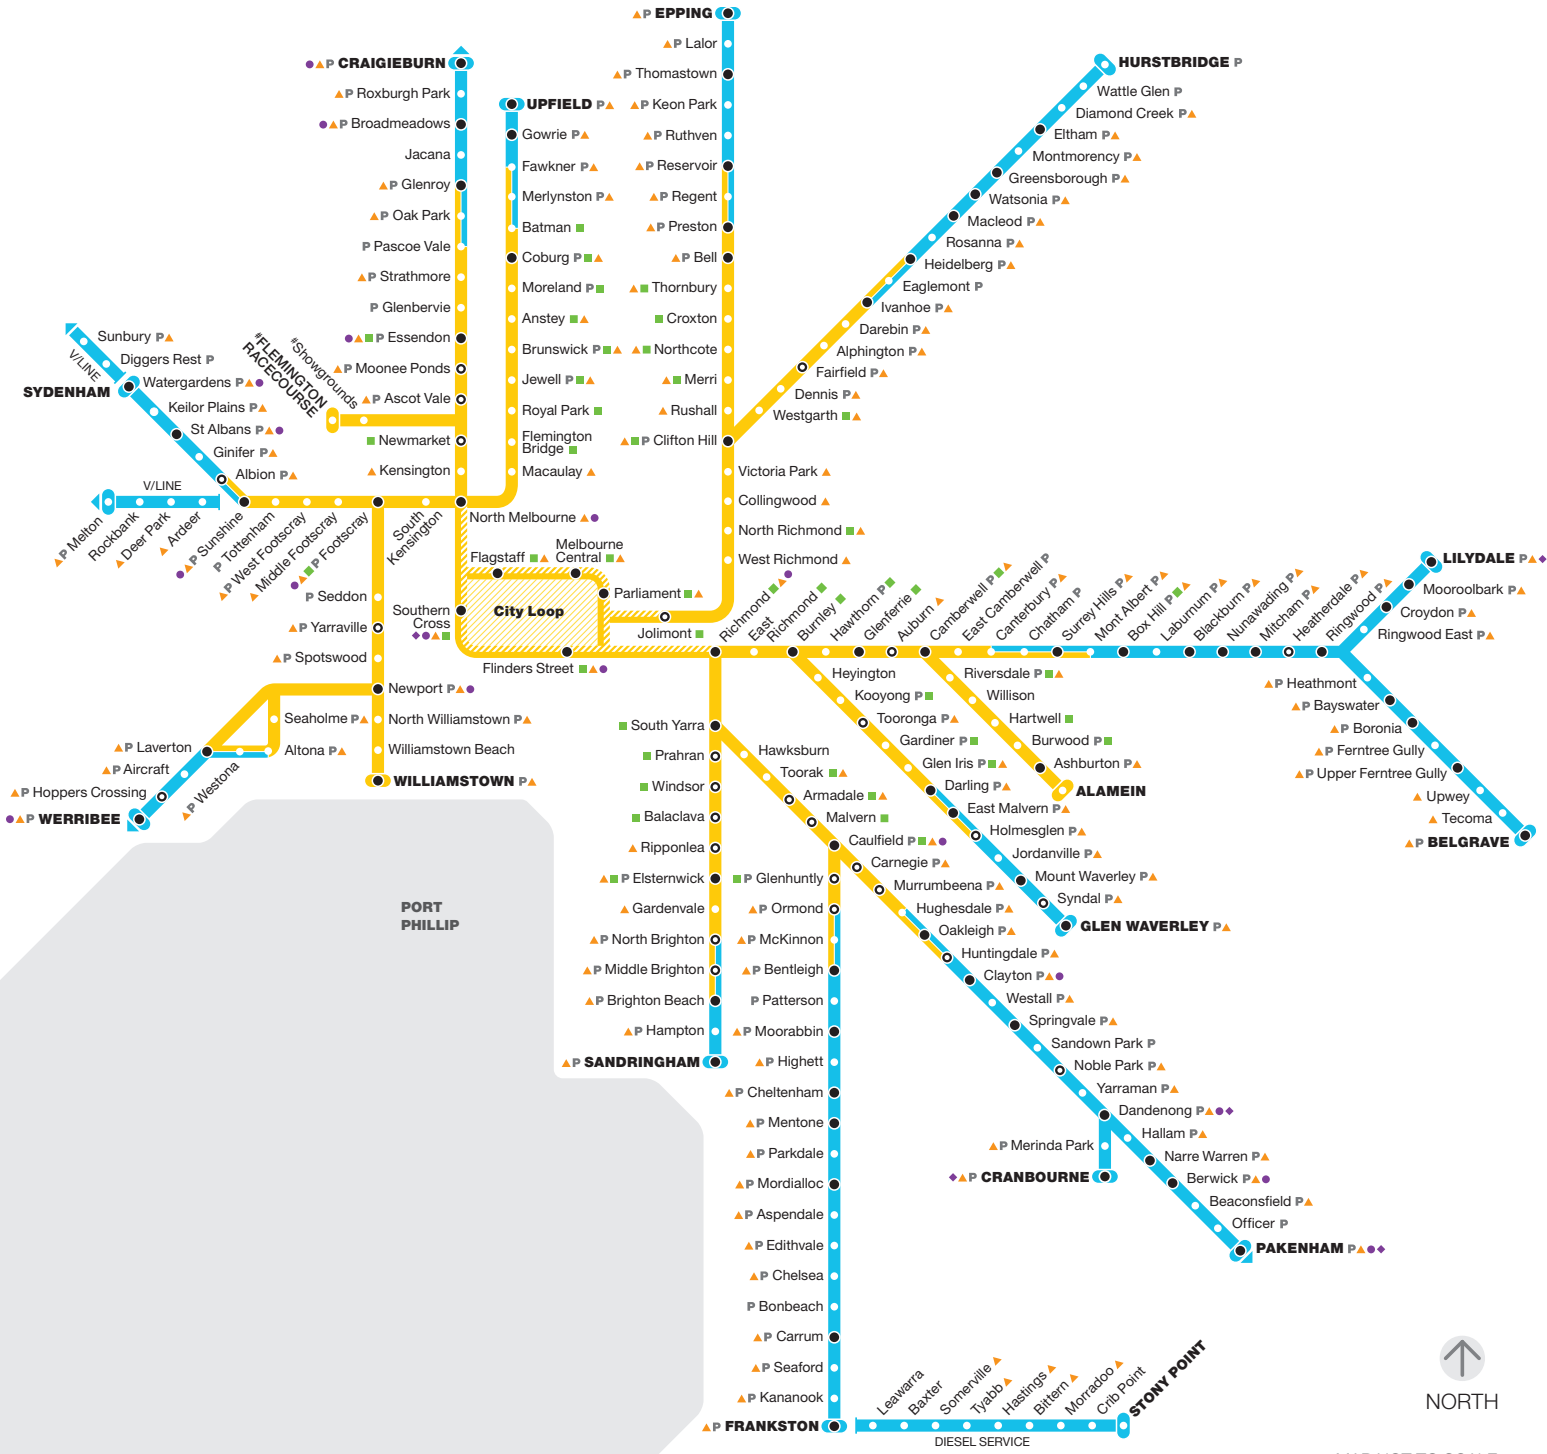 EPPING
P Lalor
P Thomastown
P Keon Park
P Ruthven
P Reservoir
P Regent
P Preston
P Bell
Thornbury
Croxton
Northcote
Merri
Rushall
P Clifton Hill
Victoria Park
Collingwood
North Richmond
West Richmond
Jolimont
P CRAIGIEBURN
P Roxburgh Park
P Broadmeadows
Jacana
P Glenroy
P Oak Park
P Pascoe Vale
P Strathmore
P Glenbervie
P Essendon
P Moonee Ponds
P Ascot Vale
Newmarket
Kensington
North Melbourne
UPFIELD P
Gowrie P
Fawkner P
Merlynston P
Batman
Coburg P
Moreland P
Anstey
Brunswick P
Jewell P
Royal Park
Flemington
Bridge
Macaulay
HURSTBRIDGE P
Wattle Glen P
Diamond Creek P
Eltham P
Montmorency P
Greensborough P
Watsonia P
Macleod P
Rosanna P
Heidelberg P
Eaglemont P
Ivanhoe P
Darebin P
Alphington P
Fairfield P
Dennis P
Westgarth
#Showgrounds
#FLEMINGTON
RACECOURSE
Sunbury P
V/LINE
Diggers Rest P
SYDENHAM
Watergardens P
Keilor Plains P
St Albans P
Ginifer P
Albion P
V/LINE
P Melton
Rockbank
Deer Park
Ardeer
P Sunshine
P Tottenham
P West Footscray
Middle Footscray
P Footscray
South
Kensington
Flagstaff
Melbourne
Central
Parliament
City Loop
Southern
Cross
Flinders Street
P Seddon
P Yarraville
P Spotswood
Newport P
North Williamstown P
Williamstown Beach
WILLIAMSTOWN P
Seaholme P
Altona P
P Westona
P Laverton
P Aircraft
P Hoppers Crossing
P WERRIBEE
PORT
PHILLIP
Richmond
East
Richmond
Burnley
Hawthorn P
Glenferrie
Auburn
Camberwell P
East Camberwell P
Canterbury P
Chatham P
Surrey Hills P
Mont Albert P
Box Hill P
Laburnum P
Blackburn P
Nunawading P
Mitcham P
Heatherdale P
Ringwood P
LILYDALE P
Mooroolbark P
Croydon P
Ringwood East P
P Heathmont
P Bayswater
P Boronia
P Ferntree Gully
P Upper Ferntree Gully
Upwey
Tecoma
P BELGRAVE
Riversdale P
Willison
Hartwell
Burwood P
Ashburton P
ALAMEIN
Heyington
Kooyong P
Tooronga P
Gardiner P
Glen Iris P
Darling P
East Malvern P
Holmesglen P
Jordanville P
Mount Waverley P
Syndal P
GLEN WAVERLEY P
South Yarra
Prahran
Windsor
Balaclava
Ripponlea
P Elsternwick
Gardenvale
P North Brighton
P Middle Brighton
P Brighton Beach
P Hampton
P SANDRINGHAM
Hawksburn
Toorak
Armadale
Malvern
Caulfield P
Carnegie P
Murrumbeena P
Hughesdale P
Oakleigh P
Huntingdale P
Clayton P
Westall P
Springvale P
Sandown Park P
Noble Park P
Yarraman P
Dandenong P
Hallam P
Narre Warren P
Berwick P
Beaconsfield P
Officer P
PAKENHAM P
P Merinda Park
P CRANBOURNE
P Glenhuntly
P Ormond
P McKinnon
P Bentleigh
P Patterson
P Moorabbin
P Highett
P Cheltenham
P Mentone
P Parkdale
P Mordialloc
P Aspendale
P Edithvale
P Chelsea
P Bonbeach
P Carrum
P Seaford
P Kananook
P FRANKSTON
Leawarra
Baxter
Somerville
Tyabb
Hastings
Bittern
Morradoo
Crib Point
STONY POINT
DIESEL SERVICE
NORTH